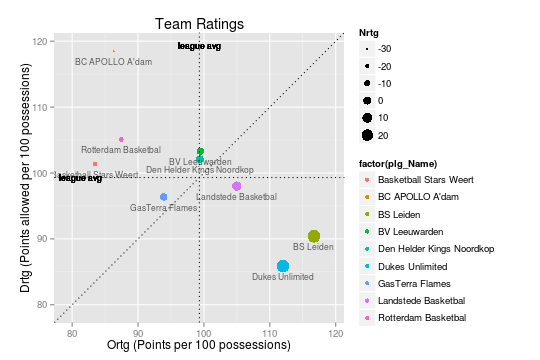 Team Ratings
Drtg (Points allowed per 100 possessions)
120
110
100
90
80
league avg
BC APOLLO A'dam
Rotterdam Basketbal
BV Leeuwarden
Den Helder Kings Noordkop
Basketball Stars Weert
league avg
Landstede Basketbal
GasTerra Flames
BS Leiden
Dukes Unlimited
80
90
100
110
120
Ortg (Points per 100 possessions)
Nrtg
-30
-20
-10
0
10
20
factor(plg_Name)
Basketball Stars Weert
BC APOLLO A'dam
BS Leiden
BV Leeuwarden
Den Helder Kings Noordkop
Dukes Unlimited
GasTerra Flames
Landstede Basketbal
Rotterdam Basketbal